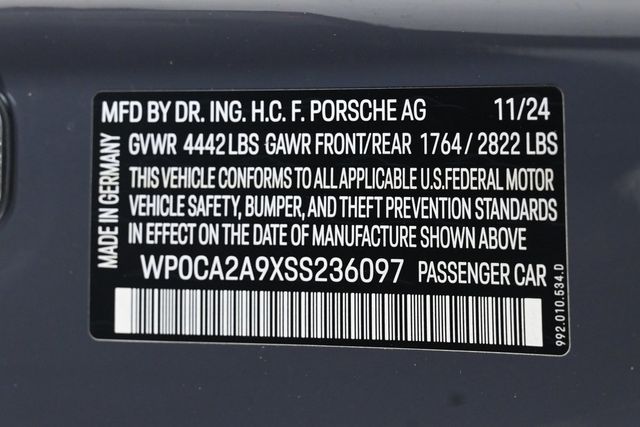 MFD BY DR. ING. H.C. F. PORSCHE AG 11/24
GVWR 4442 LBS GAWR FRONT/REAR 1764 / 2822 LBS
THIS VEHICLE CONFORMS TO ALL APPLICABLE U.S.FEDERAL MOTOR
VEHICLE SAFETY, BUMPER, AND THEFT PREVENTION STANDARDS
IN EFFECT ON THE DATE OF MANUFACTURE SHOWN ABOVE
MADE IN GERMANY
WP0CA2A9XSS236097 PASSENGER CAR
992.010.534.D